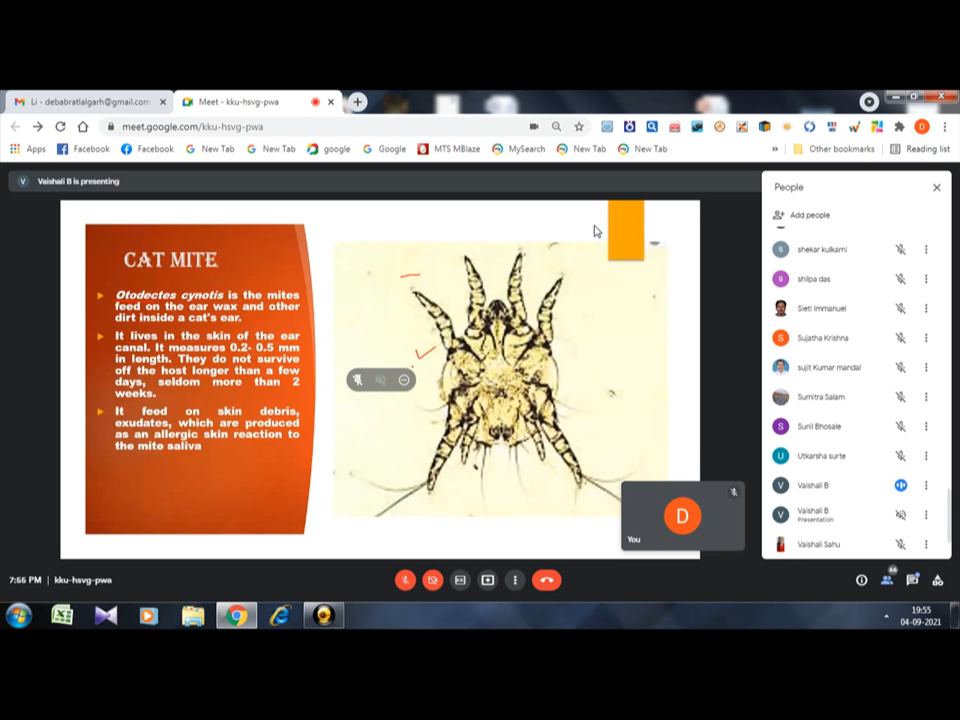 Li - debabratlalgarh@gmail.com
Meet - kku-hsvg-pwa
meet.google.com/kku-hsvg-pwa
D
Apps
Facebook
Facebook
New Tab
New Tab
google
Google
MTS MBlaze
MySearch
New Tab
New Tab
»
Other bookmarks
Reading list
V
Vaishali B is presenting
People
Add people
CAT MITE
Otodectes cynotis is the mites
feed on the ear wax and other
dirt inside a cat's ear.
It lives in the skin of the ear
canal. It measures 0.2- 0.5 mm
in length. They do not survive
off the host longer than a few
days, seldom more than 2
weeks.
It feed on skin debris,
exudates, which are produced
as an allergic skin reaction to
the mite saliva
s
shekar kulkarni
s
shilpa das
Sieti Immanuel
S
Sujatha Krishna
sujit Kumar mandal
Sumitra Salam
S
Sunil Bhosale
U
Utkarsha surte
V
Vaishali B
V
Vaishali B
Presentation
Vaishali Sahu
D
You
7:56 PM | kku-hsvg-pwa
66
19:55
04-09-2021